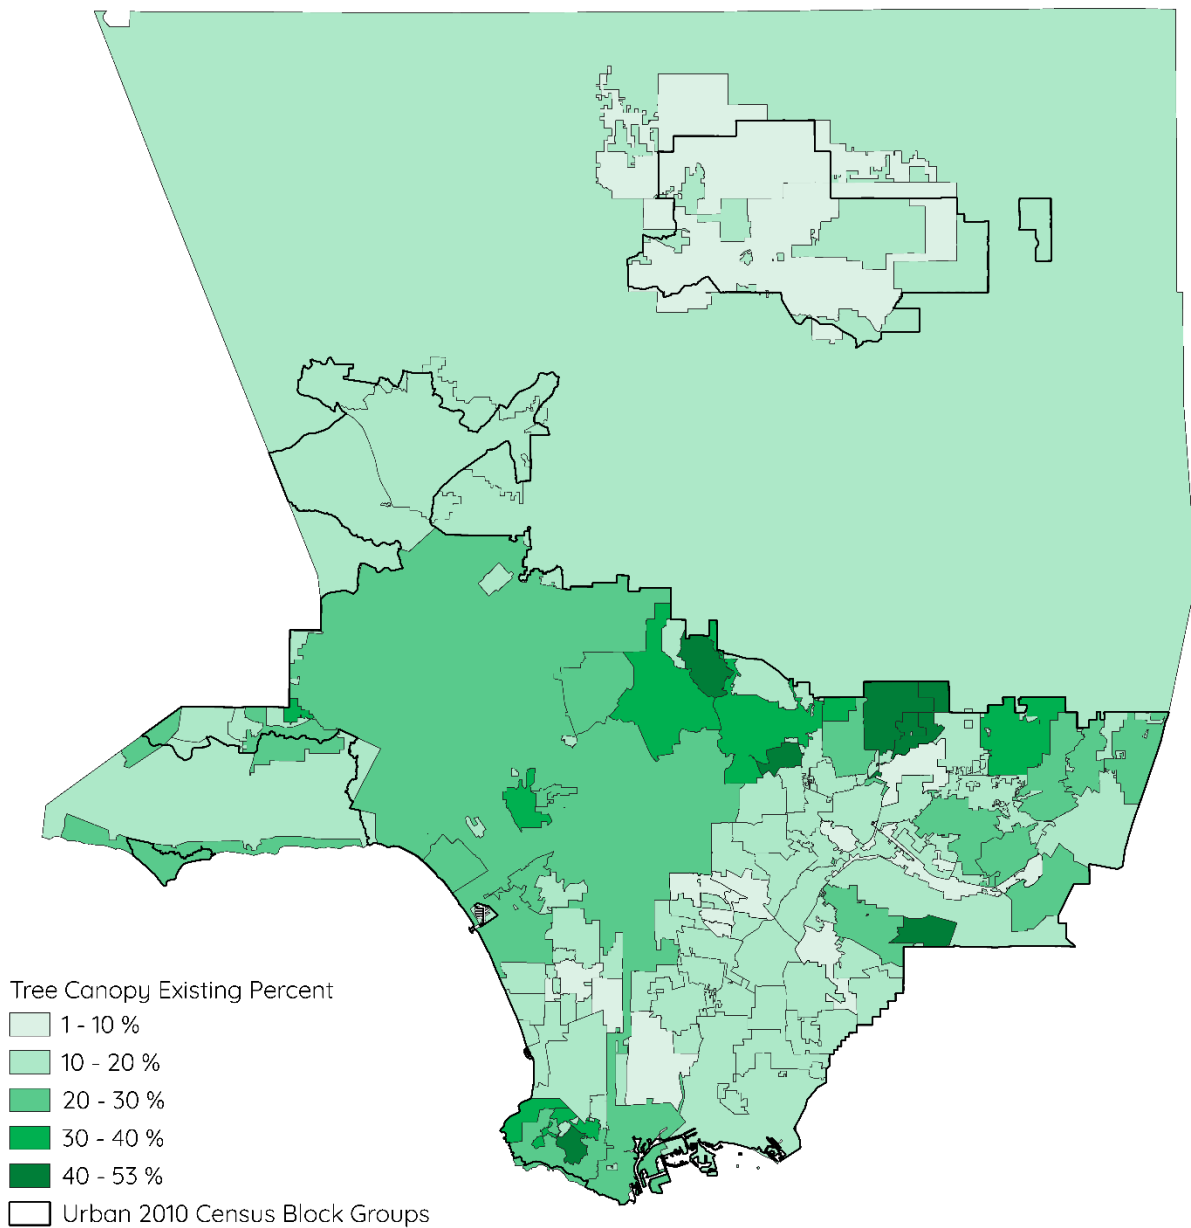 Tree Canopy Existing Percent
1 - 10 %
10 - 20 %
20 - 30 %
30 - 40 %
40 - 53 %
Urban 2010 Census Block Groups